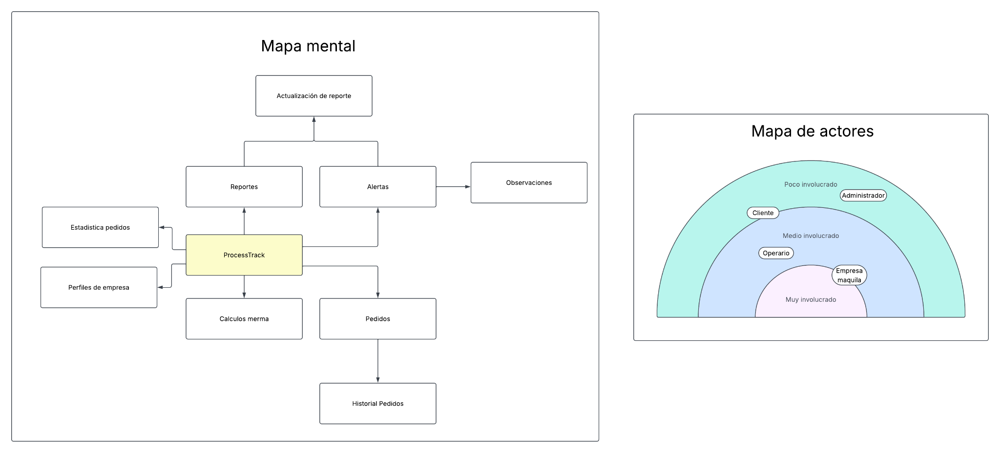 Mapa mental
Actualización de reporte
Reportes
Alertas
Observaciones
Estadistica pedidos
ProcessTrack
Perfiles de empresa
Calculos merma
Pedidos
Historial Pedidos
Mapa de actores
Poco involucrado
Administrador
Cliente
Medio involucrado
Operario
Empresa
maquila
Muy involucrado